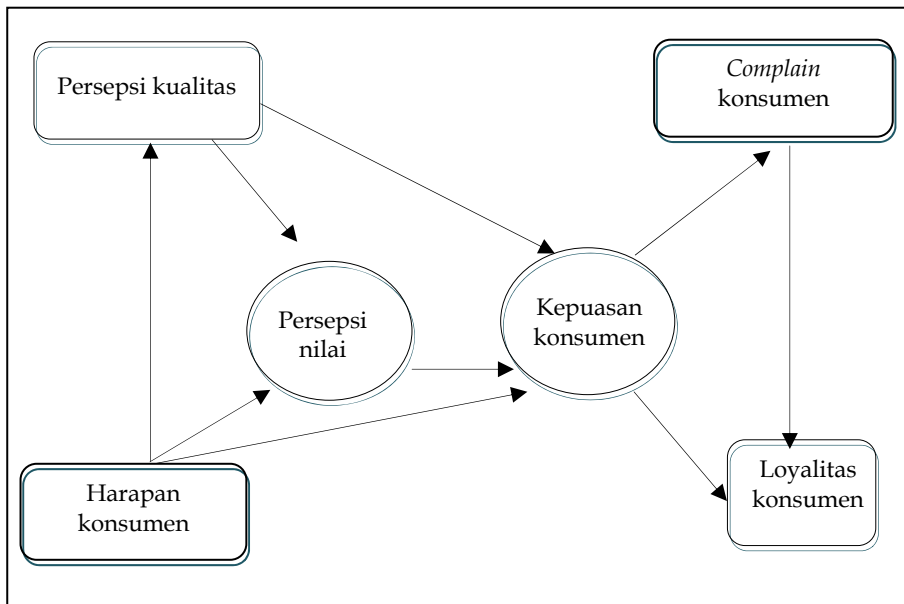 Persepsi kualitas
Complain
konsumen
Persepsi
nilai
Kepuasan
konsumen
Harapan
konsumen
Loyalitas
konsumen